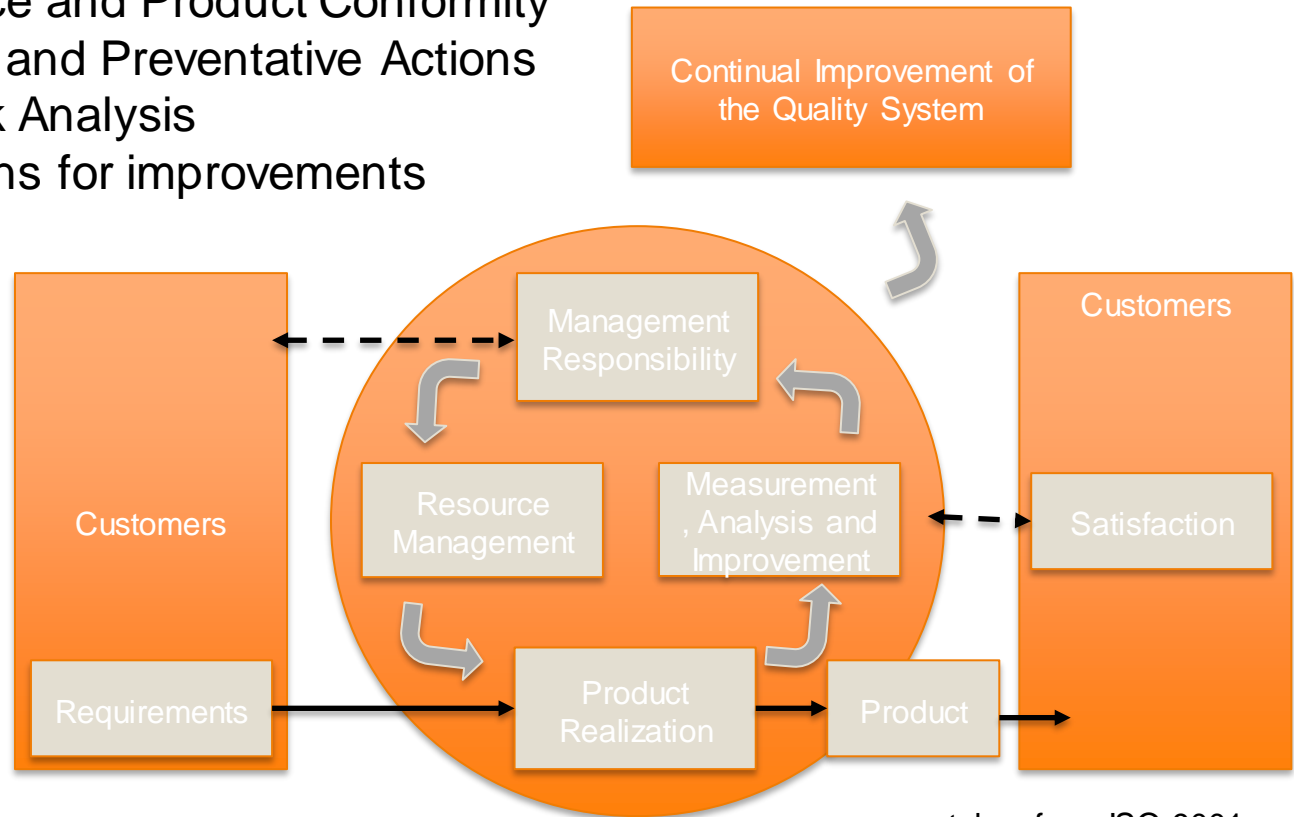 ce and Product Conformity
and Preventative Actions
k Analysis
ns for improvements
Continual Improvement of
the Quality System
Customers
Requirements
Management
Responsibility
Resource
Management
Measurement
, Analysis and
Improvement
Product
Realization
Product
Customers
Satisfaction